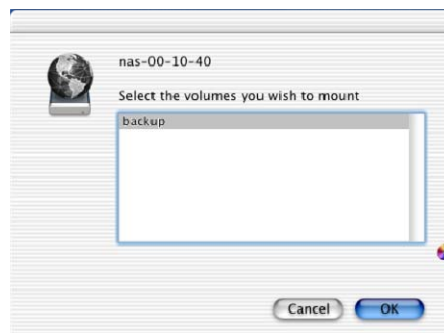 nas-00-10-40
Select the volumes you wish to mount
backup
Cancel
OK